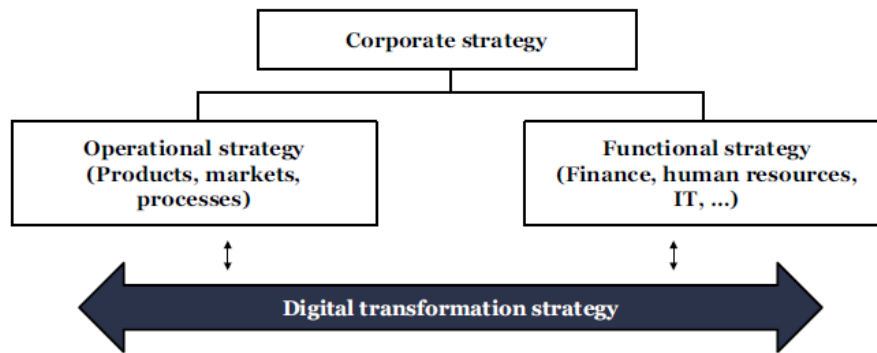 Corporate strategy
Operational strategy
(Products, markets,
processes)
Functional strategy
(Finance, human resources,
IT, ...)
Digital transformation strategy